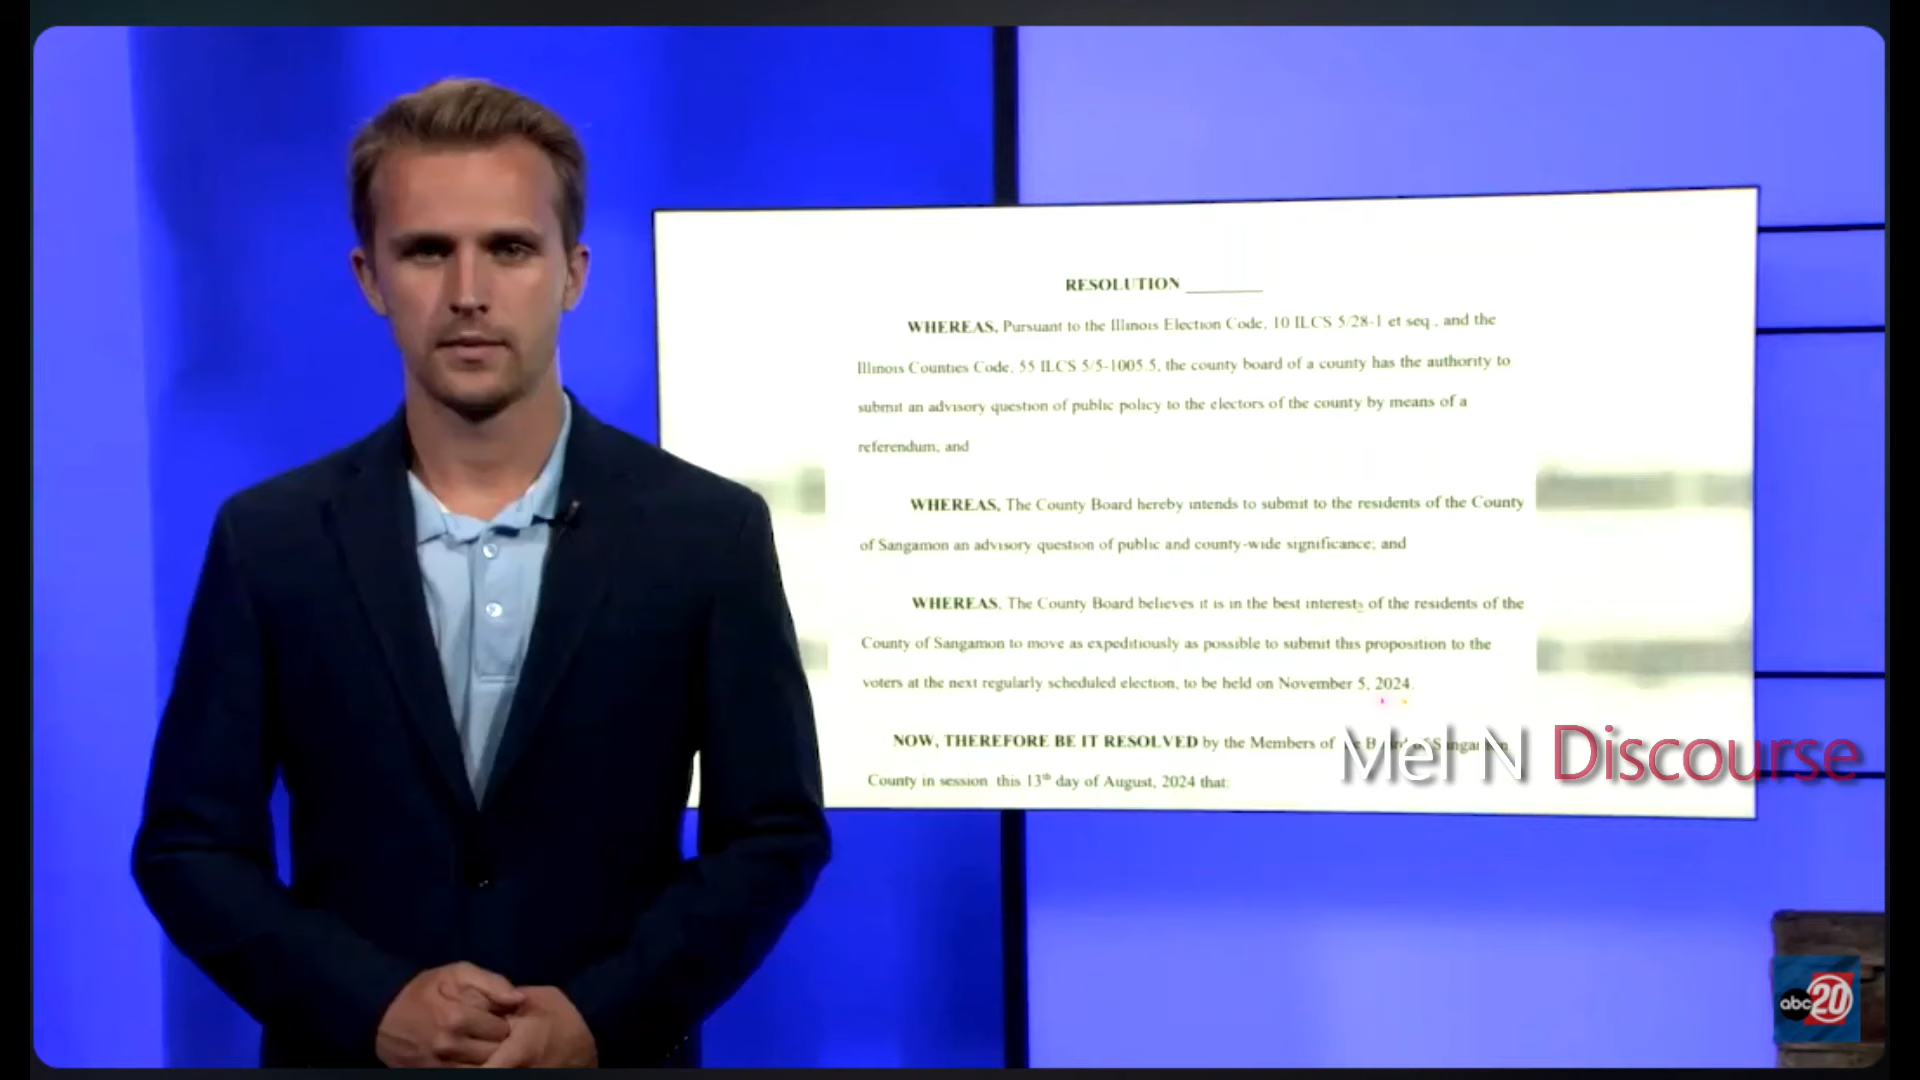 RESOLUTION ________
WHEREAS, Pursuant to the Illinois Election Code, 10 ILCS 5/28-1 et seq., and the
Illinois Counties Code, 55 ILCS 5/5-1005.5, the county board of a county has the authority to
submit an advisory question of public policy to the electors of the county by means of a
referendum, and
WHEREAS, The County Board hereby intends to submit to the residents of the County
of Sangamon an advisory question of public and county-wide significance; and
WHEREAS, The County Board believes it is in the best interests of the residents of the
County of Sangamon to move as expeditiously as possible to submit this proposition to the
voters at the next regularly scheduled election, to be held on November 5, 2024.
NOW, THEREFORE BE IT RESOLVED by the Members of
County in session this 13th day of August, 2024 that:
Mel N Discourse
abc 20